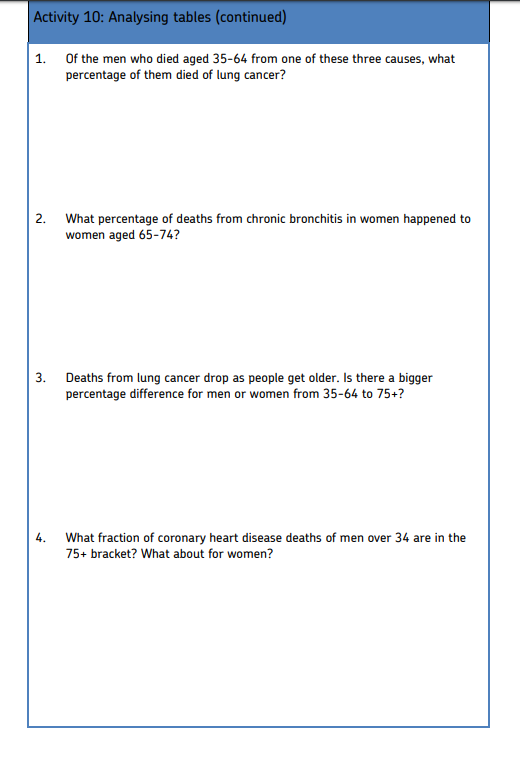 Activity 10: Analysing tables (continued)
1. Of the men who died aged 35-64 from one of these three causes, what
percentage of them died of lung cancer?
2. What percentage of deaths from chronic bronchitis in women happened to
women aged 65-74?
3. Deaths from lung cancer drop as people get older. Is there a bigger
percentage difference for men or women from 35-64 to 75+?
4. What fraction of coronary heart disease deaths of men over 34 are in the
75+ bracket? What about for women?